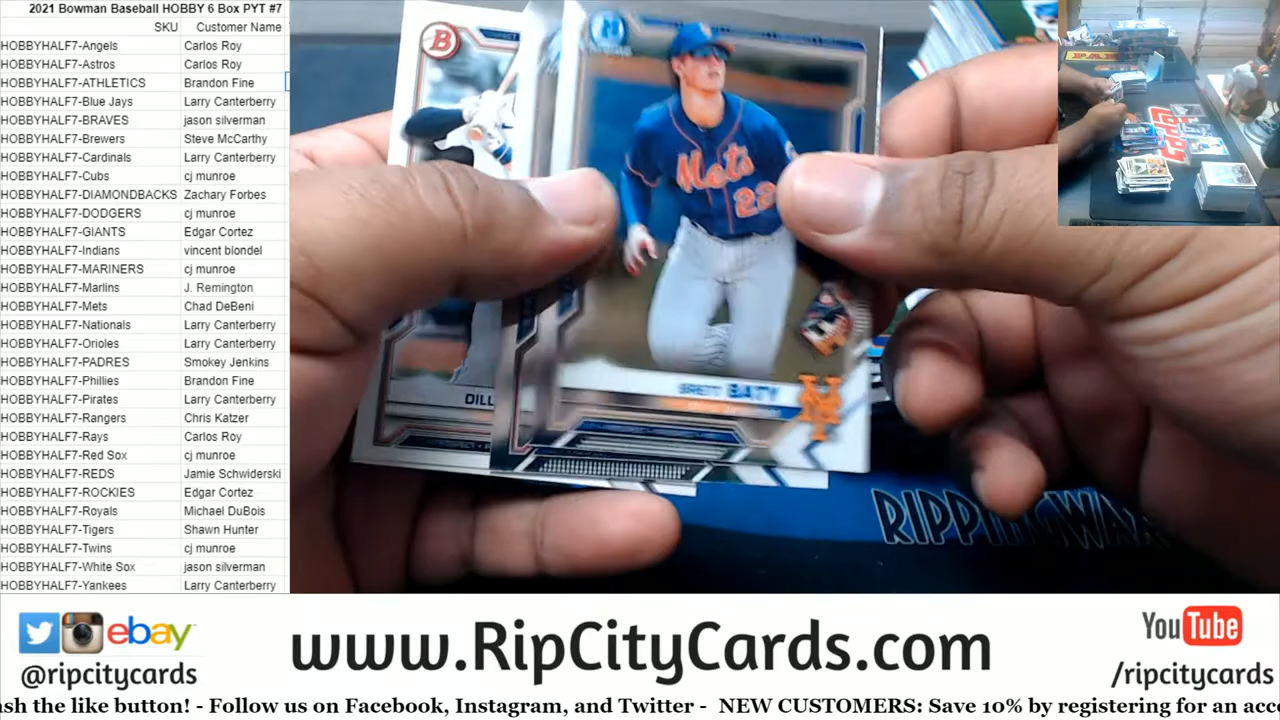 2021 Bowman Baseball HOBBY 6 Box PYT #7
SKU Customer Name
HOBBYHALF7-Angels Carlos Roy
HOBBYHALF7-Astros Carlos Roy
HOBBYHALF7-ATHLETICS Brandon Fine
HOBBYHALF7-Blue Jays Larry Canterberry
HOBBYHALF7-BRAVES jason silverman
HOBBYHALF7-Brewers Steve McCarthy
HOBBYHALF7-Cardinals Larry Canterberry
HOBBYHALF7-Cubs cj munroe
HOBBYHALF7-DIAMONDBACKS Zachary Forbes
HOBBYHALF7-DODGERS cj munroe
HOBBYHALF7-GIANTS Edgar Cortez
HOBBYHALF7-Indians vincent blondel
HOBBYHALF7-MARINERS cj munroe
HOBBYHALF7-Marlins J. Remington
HOBBYHALF7-Mets Chad DeBeni
HOBBYHALF7-Nationals Larry Canterberry
HOBBYHALF7-Orioles Larry Canterberry
HOBBYHALF7-PADRES Smokey Jenkins
HOBBYHALF7-Phillies Brandon Fine
HOBBYHALF7-Pirates Larry Canterberry
HOBBYHALF7-Rangers Chris Katzer
HOBBYHALF7-Rays Carlos Roy
HOBBYHALF7-Red Sox cj munroe
HOBBYHALF7-REDS Jamie Schwiderski
HOBBYHALF7-ROCKIES Edgar Cortez
HOBBYHALF7-Royals Michael DuBois
HOBBYHALF7-Tigers Shawn Hunter
HOBBYHALF7-Twins cj munroe
HOBBYHALF7-White Sox jason silverman
HOBBYHALF7-Yankees Larry Canterberry
B
Mets
22
BRETT BATY
NY
DILL
RIPPINGWAX
ebay
@ripcitycards
www.RipCityCards.com
YouTube
/ripcitycards
ash the like button! - Follow us on Facebook, Instagram, and Twitter - NEW CUSTOMERS: Save 10% by registering for an acco